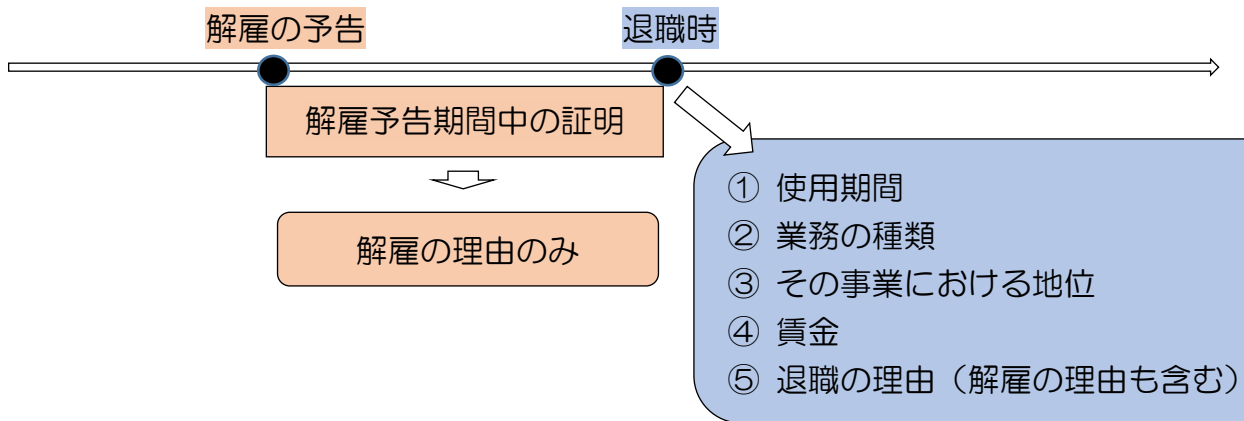 解雇の予告
退職時
解雇予告期間中の証明
解雇の理由のみ
① 使用期間
② 業務の種類
③ その事業における地位
④ 賃金
⑤ 退職の理由（解雇の理由も含む）